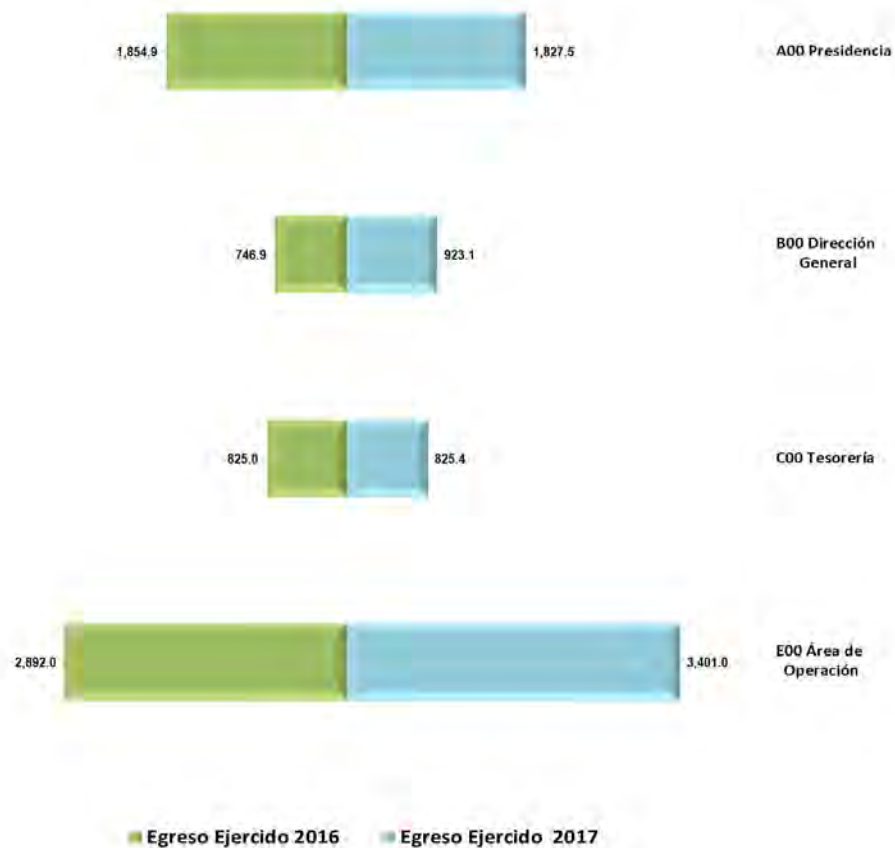 1,854.9
1,827.5
A00 Presidencia
746.9
923.1
B00 Dirección
General
825.0
825.4
C00 Tesorería
2,892.0
3,401.0
E00 Área de
Operación
Egreso Ejercido 2016
Egreso Ejercido 2017